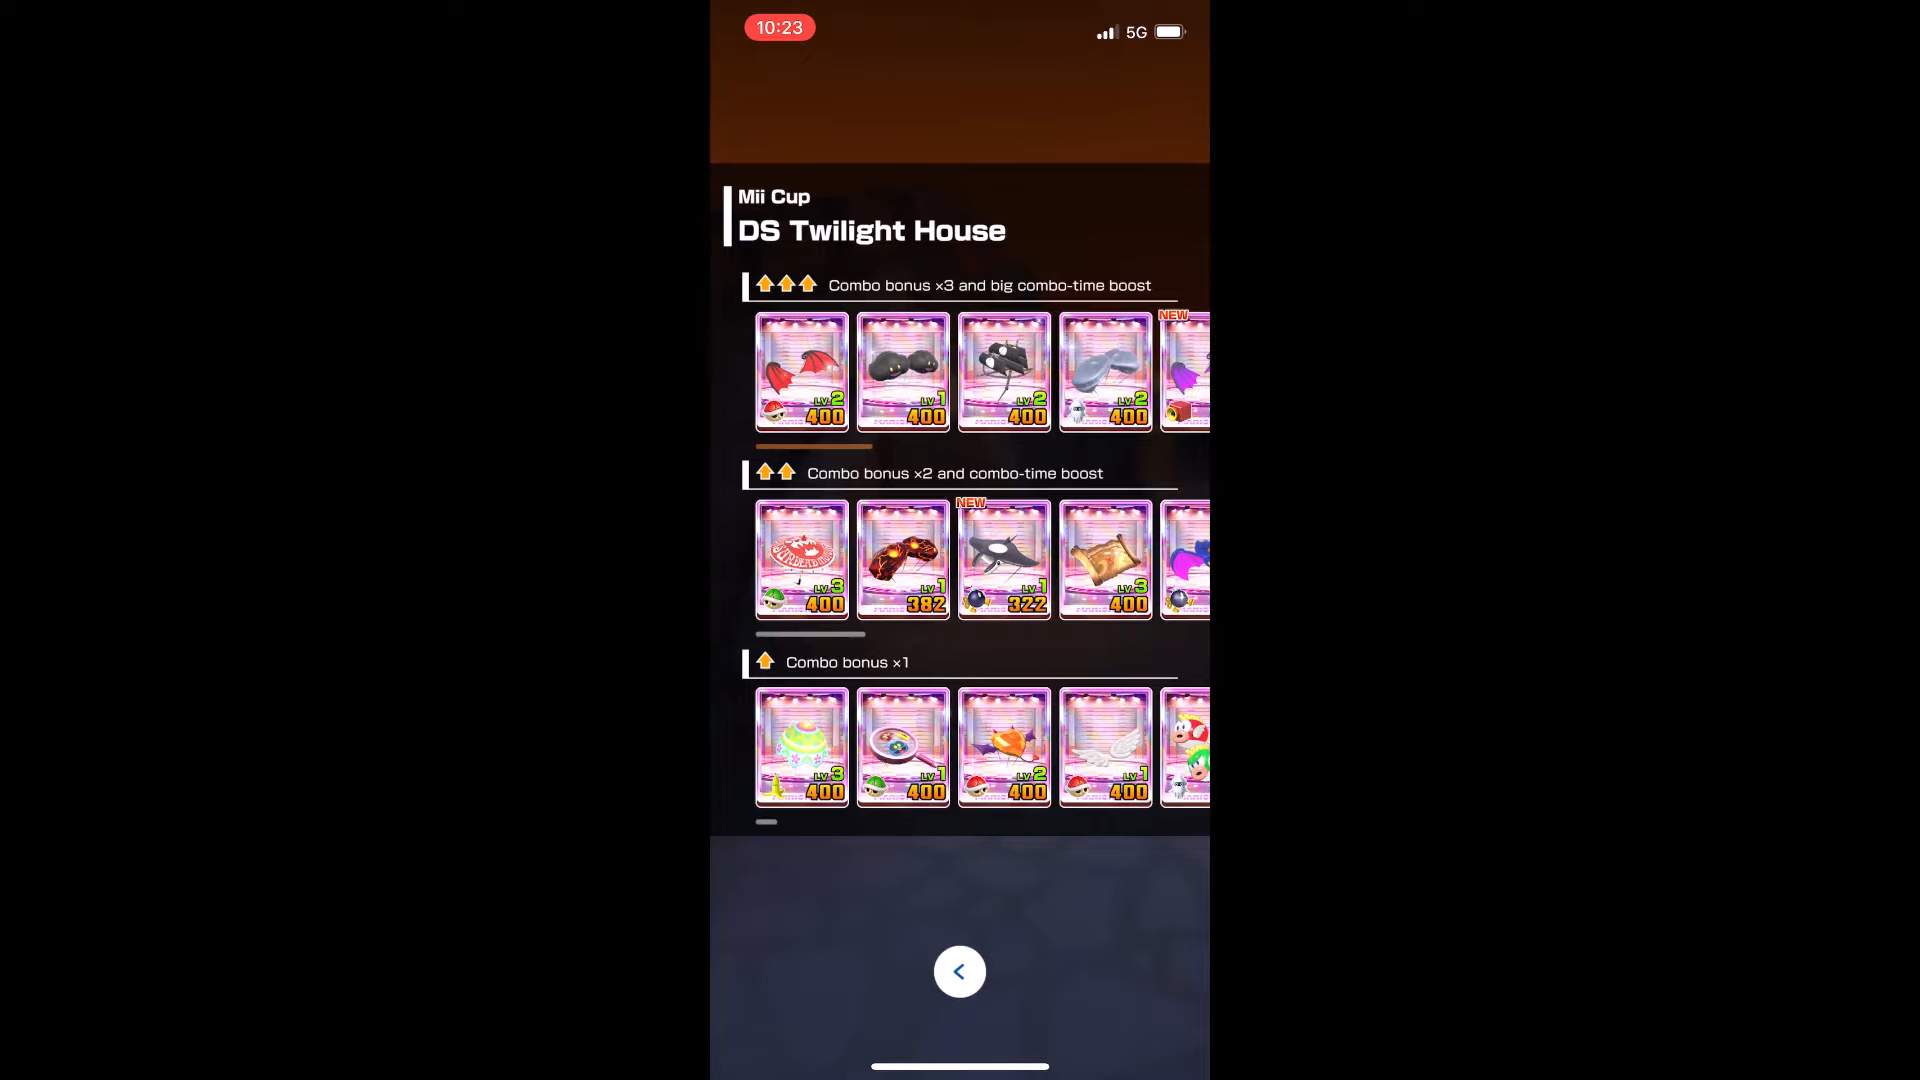 10:23
5G
Mii Cup
DS Twilight House
Combo bonus ×3 and big combo-time boost
NEW
LV.2 LV.1 LV.2 LV.2
400 400 400 400
Combo bonus ×2 and combo-time boost
NEW
LV.3 LV.1 LV.1 LV.3
400 382 322 400
Combo bonus ×1
LV.3 LV.1 LV.2 LV.1
400 400 400 400